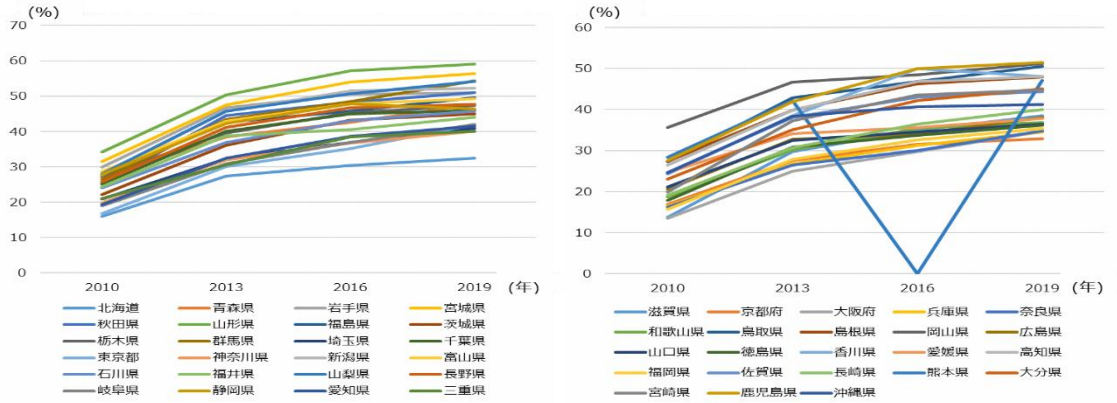 (%)
70
60
50
40
30
20
10
0
2010 2013 2016 2019 (年)
北海道 青森県 岩手県 宮城県
秋田県 山形県 福島県 茨城県
栃木県 群馬県 埼玉県 千葉県
東京都 神奈川県 新潟県 富山県
石川県 福井県 山梨県 長野県
岐阜県 静岡県 愛知県 三重県
(%)
60
50
40
30
20
10
0
2010 2013 2016 2019 (年)
滋賀県 京都府 大阪府 兵庫県 奈良県
和歌山県 鳥取県 島根県 岡山県 広島県
山口県 徳島県 香川県 愛媛県 高知県
福岡県 佐賀県 長崎県 熊本県 大分県
宮崎県 鹿児島県 沖縄県